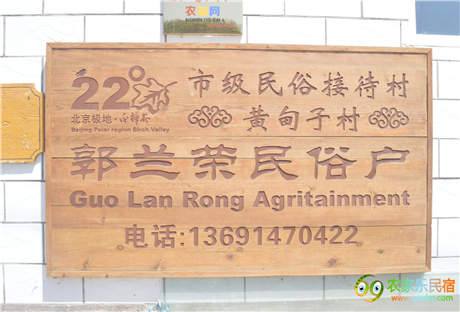 22°
市级民俗接待村
黄甸子村
北京极地·白桦谷
Beijing Polar region Birch Valley
郭兰荣民俗户
Guo Lan Rong Agritainment
电话:13691470422
农家乐民宿